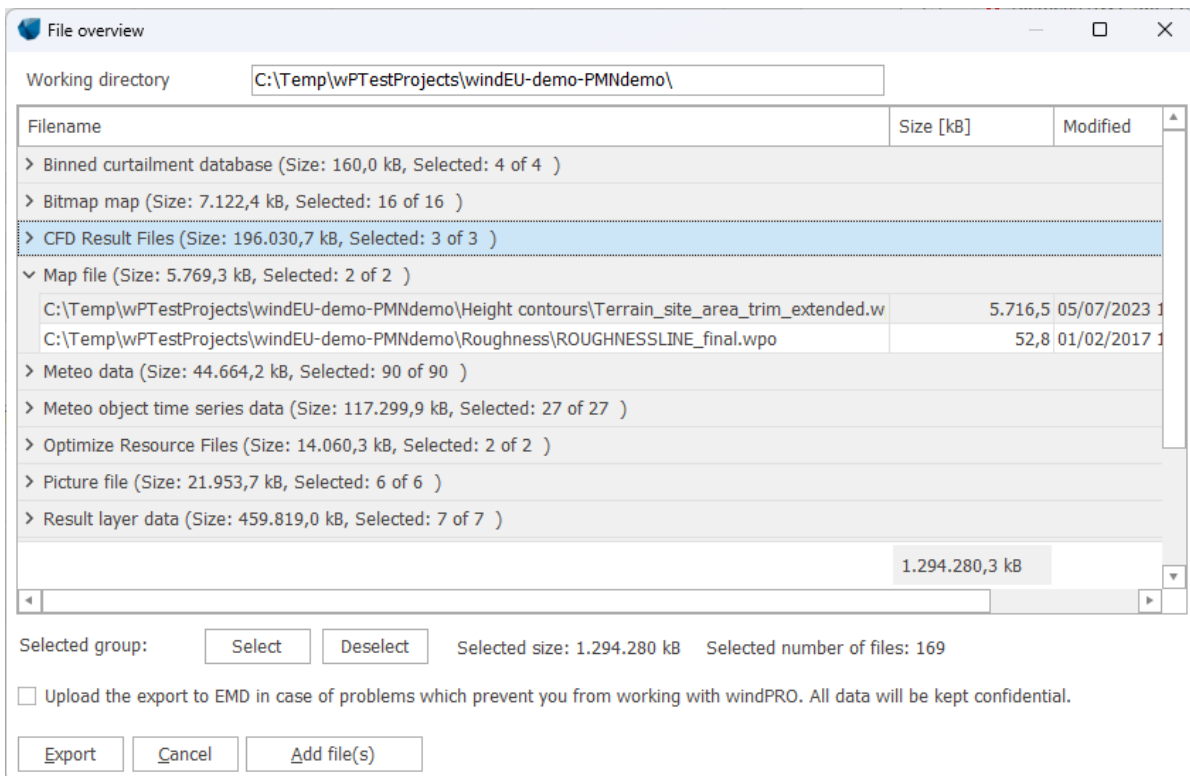 File overview
Working directory C:\Temp\wPTestProjects\windEU-demo-PMNdemo\
Filename Size [kB] Modified
Binned curtailment database (Size: 160,0 kB, Selected: 4 of 4 )
Bitmap map (Size: 7.122,4 kB, Selected: 16 of 16 )
CFD Result Files (Size: 196.030,7 kB, Selected: 3 of 3 )
Map file (Size: 5.769,3 kB, Selected: 2 of 2 )
C:\Temp\wPTestProjects\windEU-demo-PMNdemo\Height contours\Terrain_site_area_trim_extended.w 5.716,5 05/07/2023 1
C:\Temp\wPTestProjects\windEU-demo-PMNdemo\Roughness\ROUGHNESSLINE_final.wpo 52,8 01/02/2017 1
Meteo data (Size: 44.664,2 kB, Selected: 90 of 90 )
Meteo object time series data (Size: 117.299,9 kB, Selected: 27 of 27 )
Optimize Resource Files (Size: 14.060,3 kB, Selected: 2 of 2 )
Picture file (Size: 21.953,7 kB, Selected: 6 of 6 )
Result layer data (Size: 459.819,0 kB, Selected: 7 of 7 )
1.294.280,3 kB
Selected group: Select Deselect Selected size: 1.294.280 kB Selected number of files: 169
Upload the export to EMD in case of problems which prevent you from working with windPRO. All data will be kept confidential.
Export Cancel Add file(s)